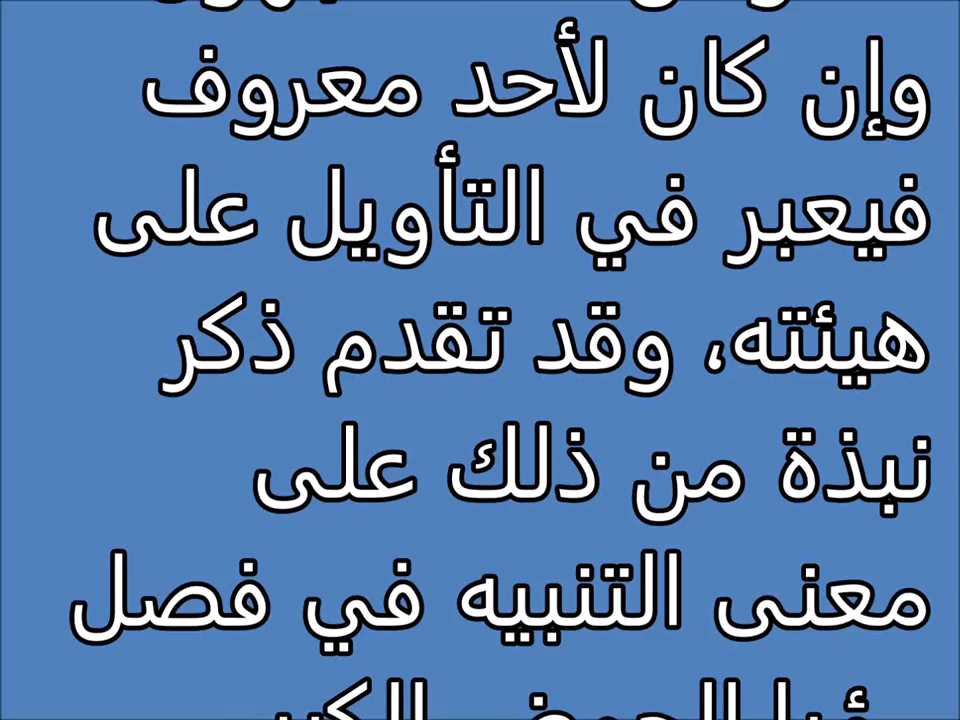 وإن كان لأحد معروف
فيعبر في التأويل على
هيئته، وقد تقدم ذكر
نبذة من ذلك على
معنى التنبيه في فصل